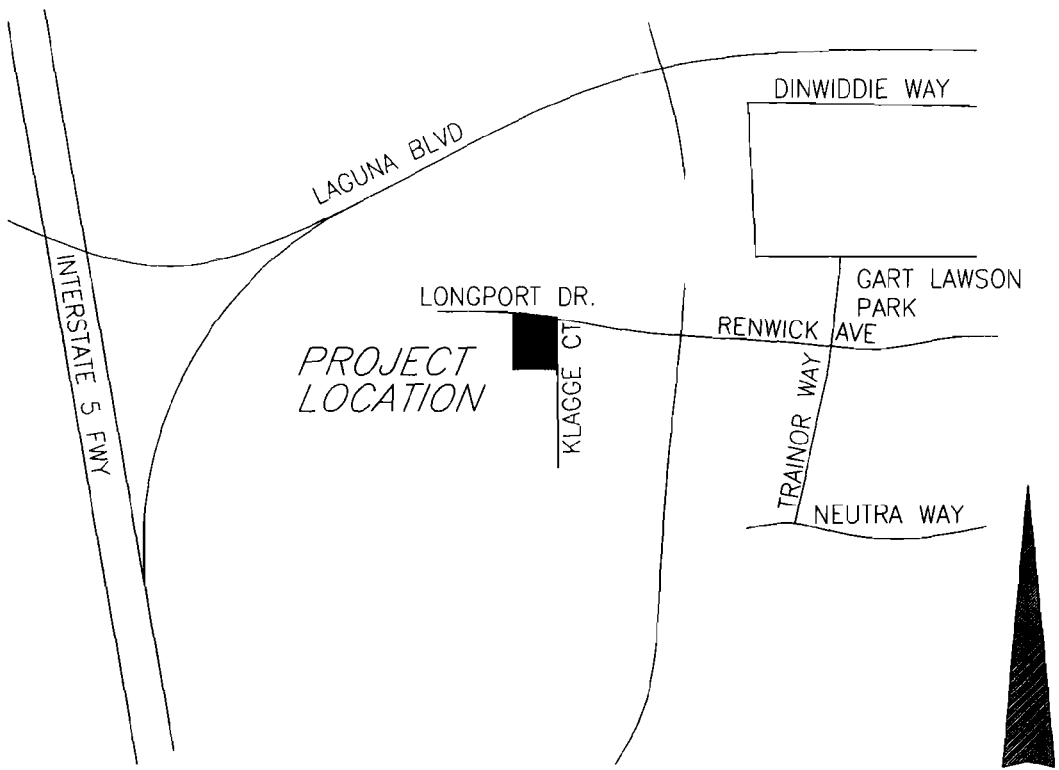 DINWIDDIE WAY
LAGUNA BLVD
INTERSTATE 5 FWY
GART LAWSON
PARK
LONGPORT DR.
RENWICK AVE
PROJECT
LOCATION
KLAGGE CT
TRAINOR WAY
NEUTRA WAY